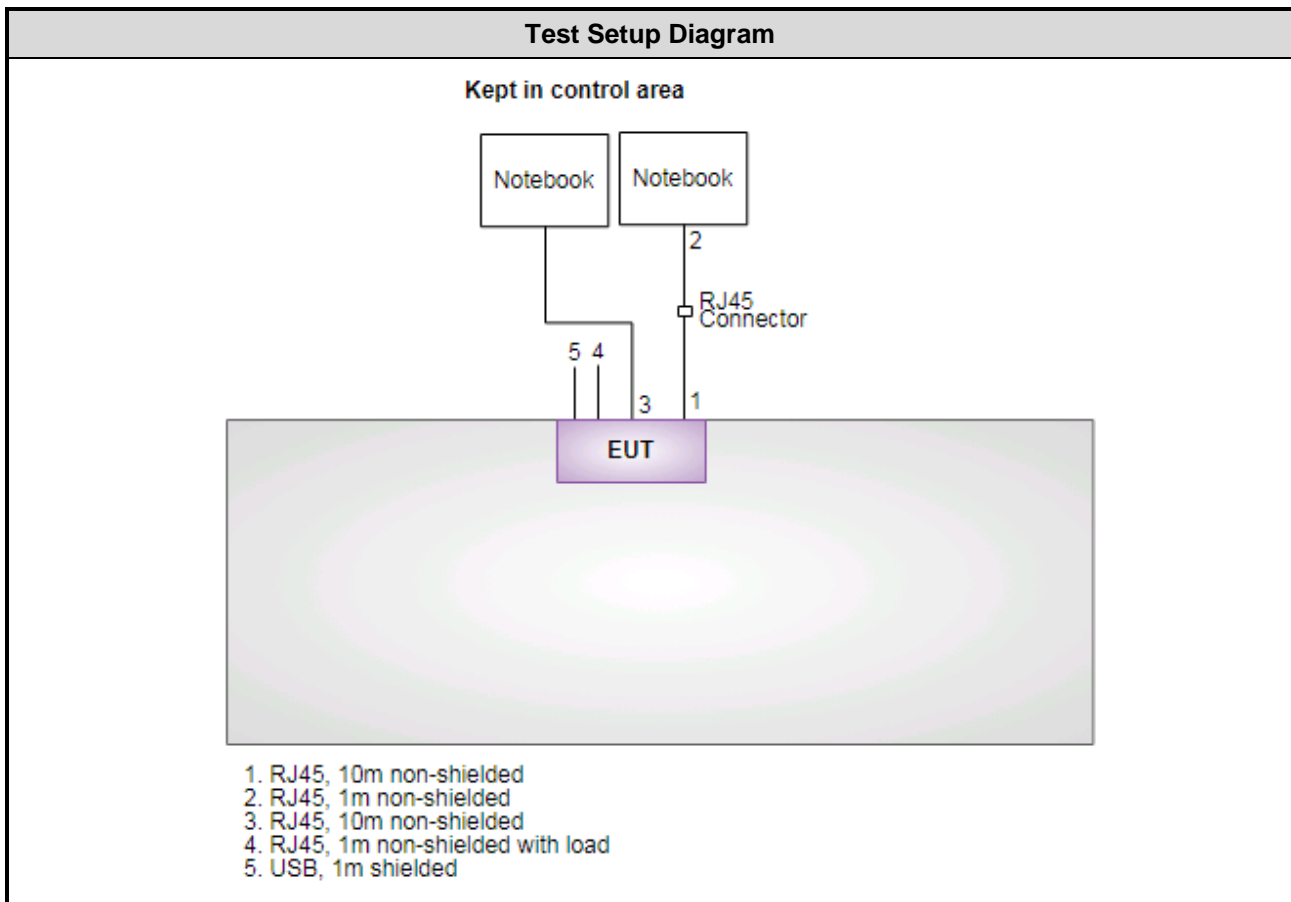 Test Setup Diagram
Kept in control area
Notebook
Notebook
2
RJ45
Connector
5 4
3
1
EUT
1. RJ45, 10m non-shielded
2. RJ45, 1m non-shielded
3. RJ45, 10m non-shielded
4. RJ45, 1m non-shielded with load
5. USB, 1m shielded